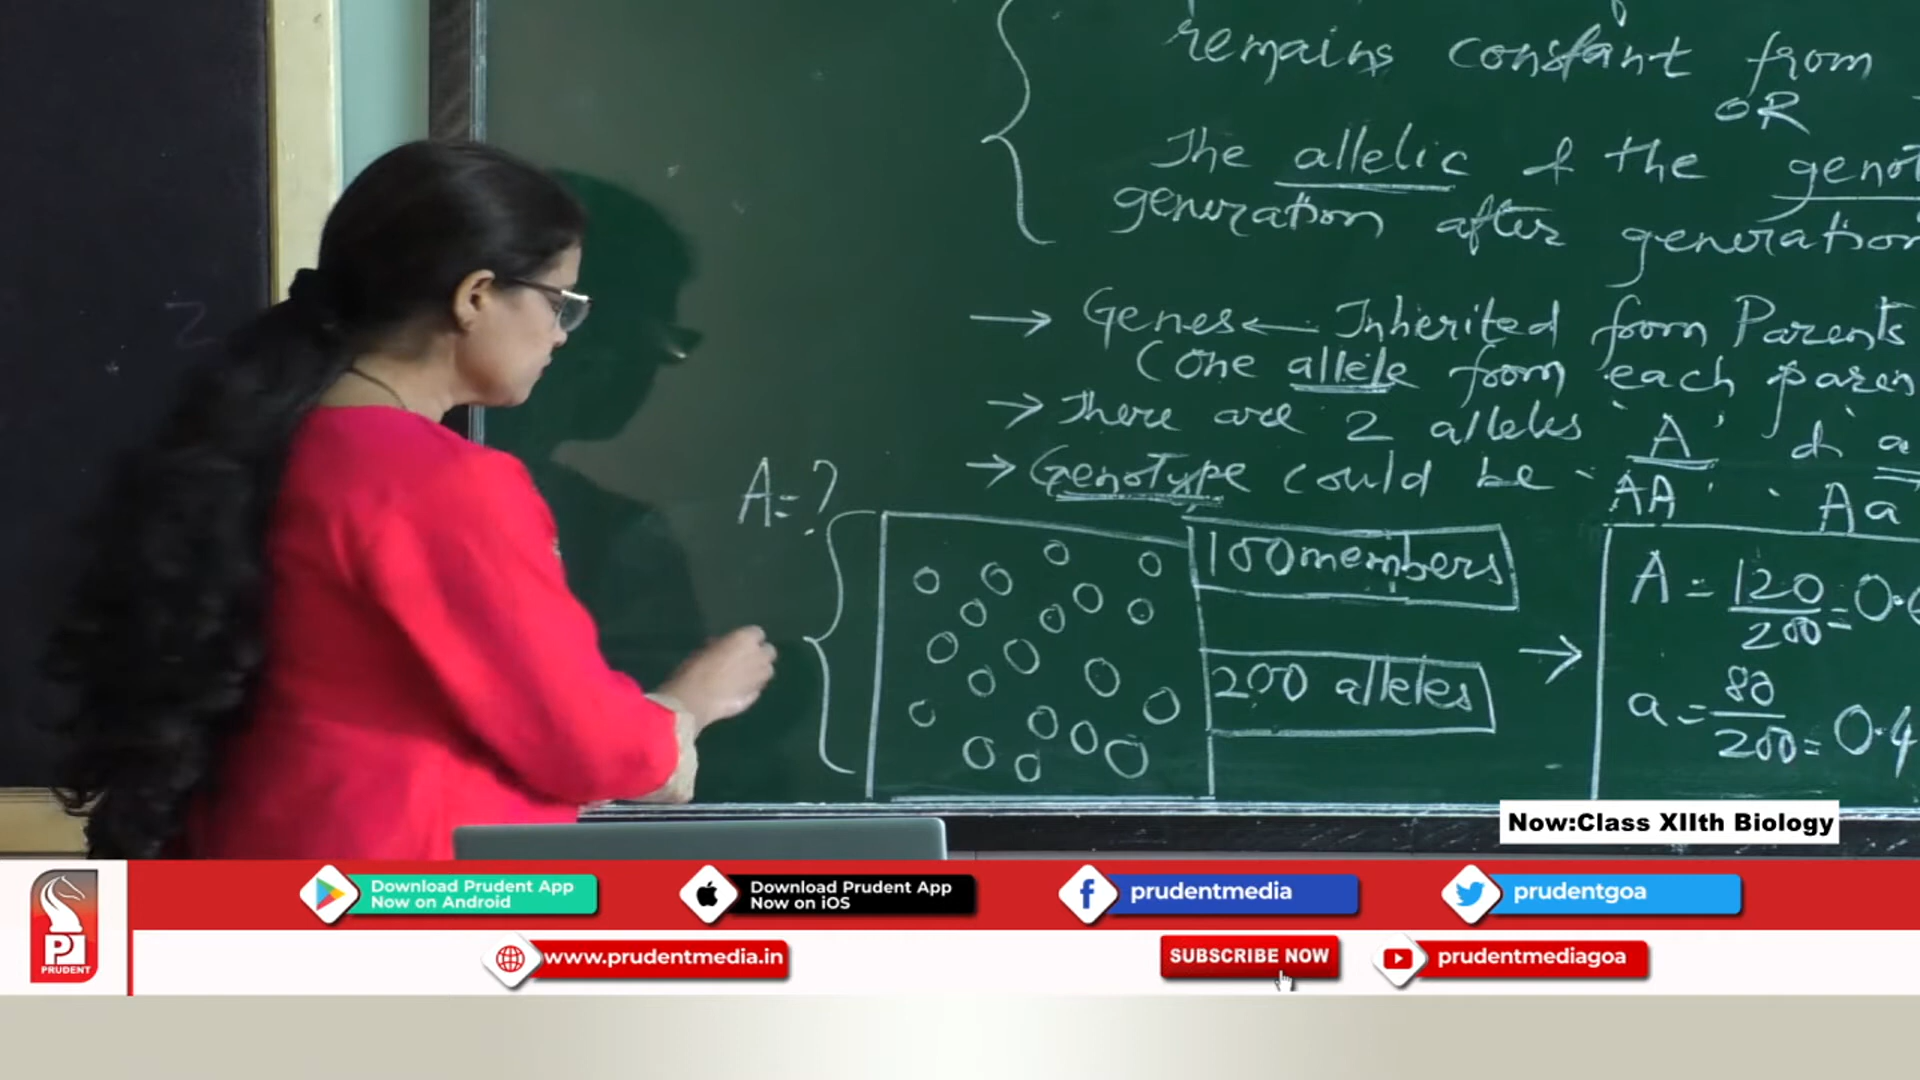 remains constant from
OR
The allelic & the genot
generation after generation
→ Genes ← Inherited from Parents
(One allele from each paren
→ There are 2 alleles 'A' & a
→ Genotype could be 'AA' ' Aa
A=?
100 members
200 alleles
→
A = 120/200 = 0.
a = 80/200 = 0.4
Now:Class XIIth Biology
Download Prudent App
Now on Android
Download Prudent App
Now on iOS
prudentmedia
prudentgoa
PRUDENT
www.prudentmedia.in
SUBSCRIBE NOW
prudentmediagoa